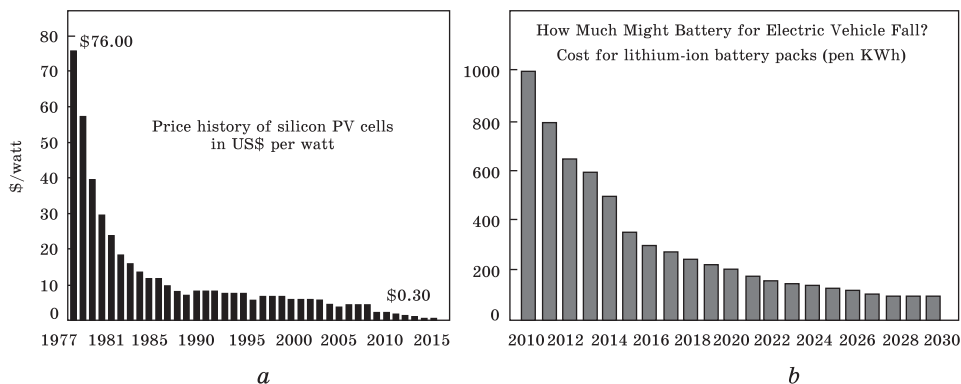 80
70
60
50
40
30
20
10
0
$/watt
$76.00
Price history of silicon PV cells
in US$ per watt
$0.30
1977 1981 1985 1990 1995 2000 2005 2010 2015
a
How Much Might Battery for Electric Vehicle Fall?
Cost for lithium-ion battery packs (pen KWh)
1000
800
600
400
200
0
2010 2012 2014 2016 2018 2020 2022 2024 2026 2028 2030
b